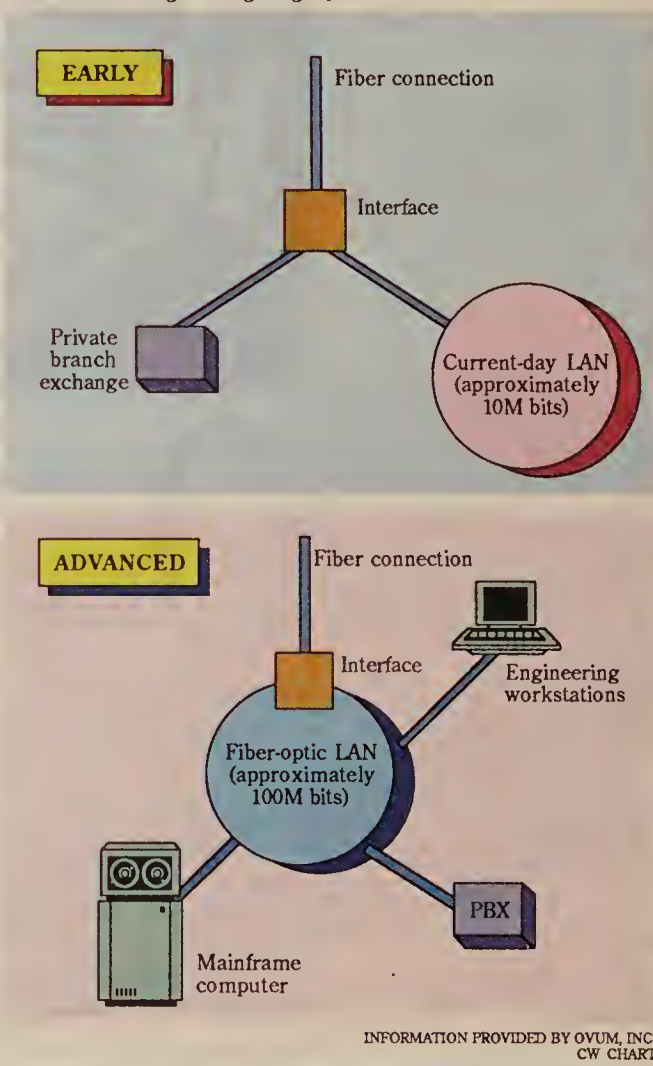 EARLY
Fiber connection
Interface
Private
branch
exchange
Current-day LAN
(approximately
10M bits)
ADVANCED
Fiber connection
Interface
Engineering
workstations
Fiber-optic LAN
(approximately
100M bits)
PBX
Mainframe
computer
INFORMATION PROVIDED BY OVUM, INC
CW CHART